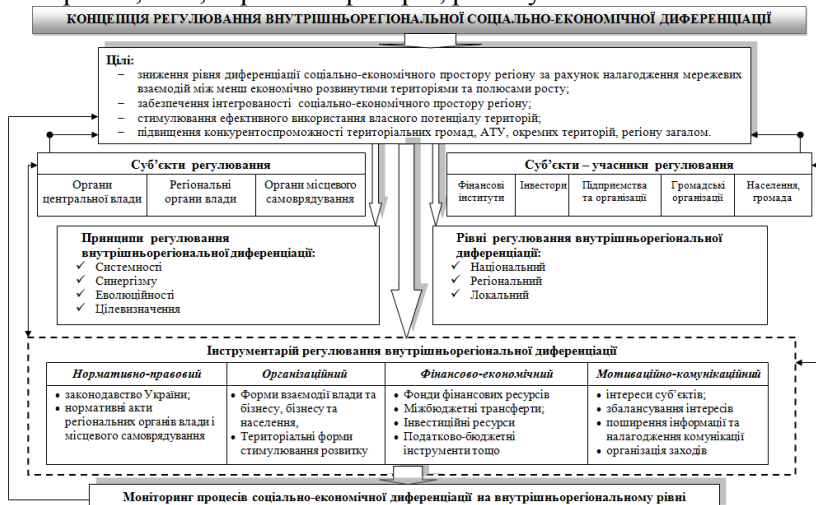 КОНЦЕПЦІЯ РЕГУЛЮВАННЯ ВНУТРІШНЬОРЕГІОНАЛЬНОЇ СОЦІАЛЬНО-ЕКОНОМІЧНОЇ ДИФЕРЕНЦІАЦІЇ
Цілі:
– зниження рівня диференціації соціально-економічного простору регіону за рахунок налагодження мережевих
взаємодій між менш економічно розвинутими територіями та полюсами росту;
– забезпечення інтегрованості соціально-економічного простору регіону;
– стимулювання ефективного використання власного потенціалу територій;
– підвищення конкурентоспроможності територіальних громад, АТУ, окремих територій, регіону загалом.
Суб’єкти регулювання
Органи
центральної влади
Регіональні
органи влади
Органи місцевого
самоврядування
Суб’єкти – учасники регулювання
Фінансові
інститути
Інвестори
Підприємства
та організації
Громадські
організації
Населення,
громада
Принципи регулювання
внутрішньорегіональної диференціації:
✓ Системності
✓ Синергізму
✓ Еволюційності
✓ Цілевизначення
Рівні регулювання внутрішньорегіональної
диференціації:
✓ Національний
✓ Регіональний
✓ Локальний
Інструментарій регулювання внутрішньорегіональної диференціації
Нормативно-правовий
• законодавство України;
• нормативні акти
регіональних органів влади і
місцевого самоврядування
Організаційний
• Форми взаємодії влади та
бізнесу, бізнесу та
населення,
• Територіальні форми
стимулювання розвитку
Фінансово-економічний
• Фонди фінансових ресурсів
• Міжбюджетні трансферти;
• Інвестиційні ресурси
• Податково-бюджетні
інструменти тощо
Мотиваційно-комунікаційний
• інтереси суб’єктів;
• збалансування інтересів
• поширення інформації та
налагодження комунікації
• організація заходів
Моніторинг процесів соціально-економічної диференціації на внутрішньорегіональному рівні